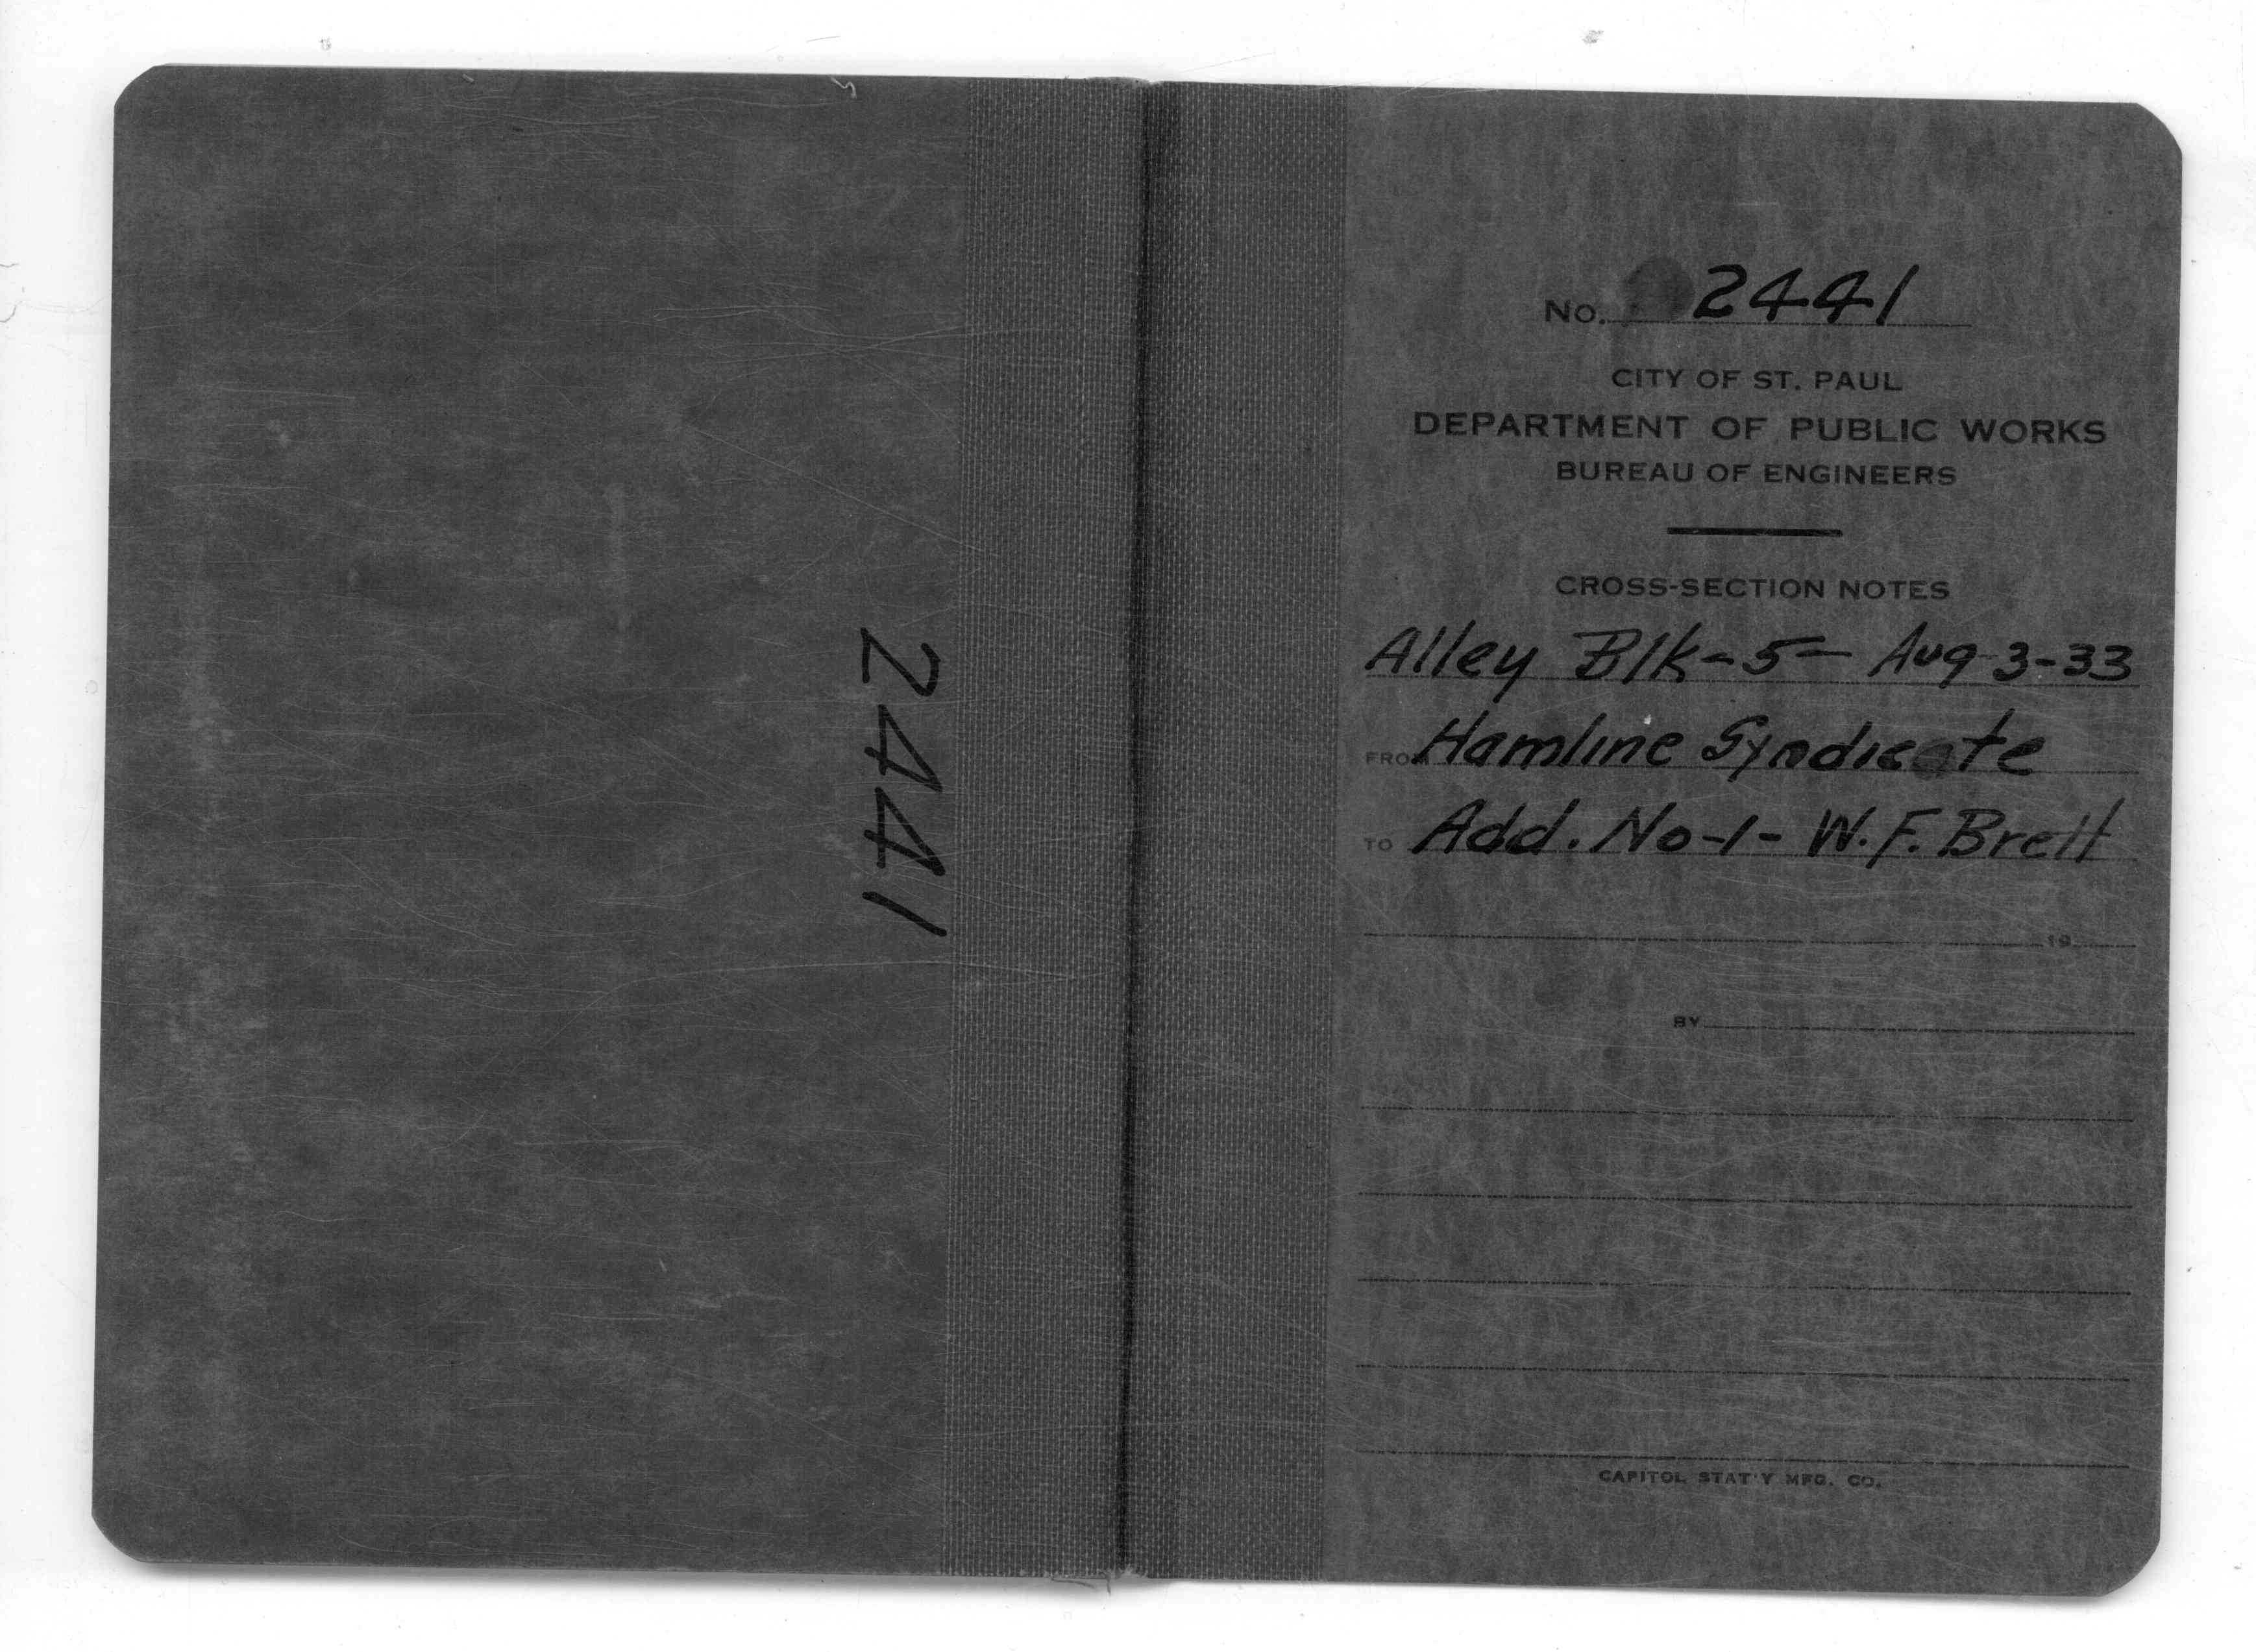 2441
No. 2441
CITY OF ST. PAUL
DEPARTMENT OF PUBLIC WORKS
BUREAU OF ENGINEERS
CROSS-SECTION NOTES
Alley Blk-5- Aug-3-33
FROM Hamline Syndicate
TO Add. No-1- W.F. Brett
19
BY
CAPITOL STAT'Y MFG. CO.